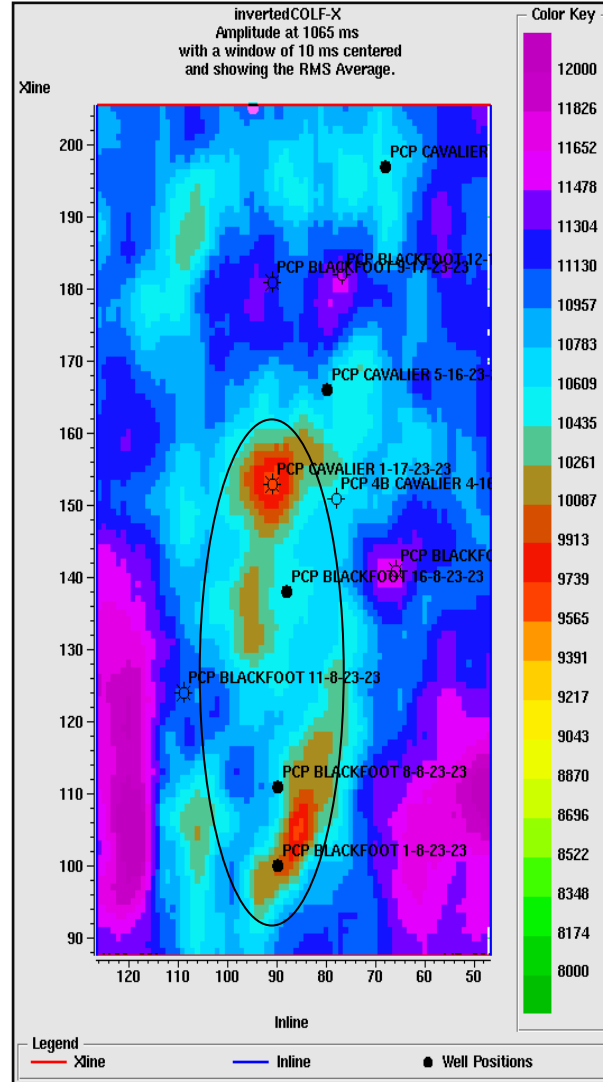 invertedCOLF-X
Amplitude at 1065 ms
with a window of 10 ms centered
and showing the RMS Average.
Color Key
Xline
200
190
180
170
160
150
140
130
120
110
100
90
PCP CAVALIER
PCP BLACKFOOT 12-1
PCP BLACKFOOT 9-17-23-23
PCP CAVALIER 5-16-23-
PCP CAVALIER 1-17-23-23
PCP 4B CAVALIER 4-16
PCP BLACKFO
PCP BLACKFOOT 16-8-23-23
PCP BLACKFOOT 11-8-23-23
PCP BLACKFOOT 8-8-23-23
PCP BLACKFOOT 1-8-23-23
120 110 100 90 80 70 60 50
Inline
12000
11826
11652
11478
11304
11130
10957
10783
10609
10435
10261
10087
9913
9739
9565
9391
9217
9043
8870
8696
8522
8348
8174
8000
Legend
Xline Inline Well Positions